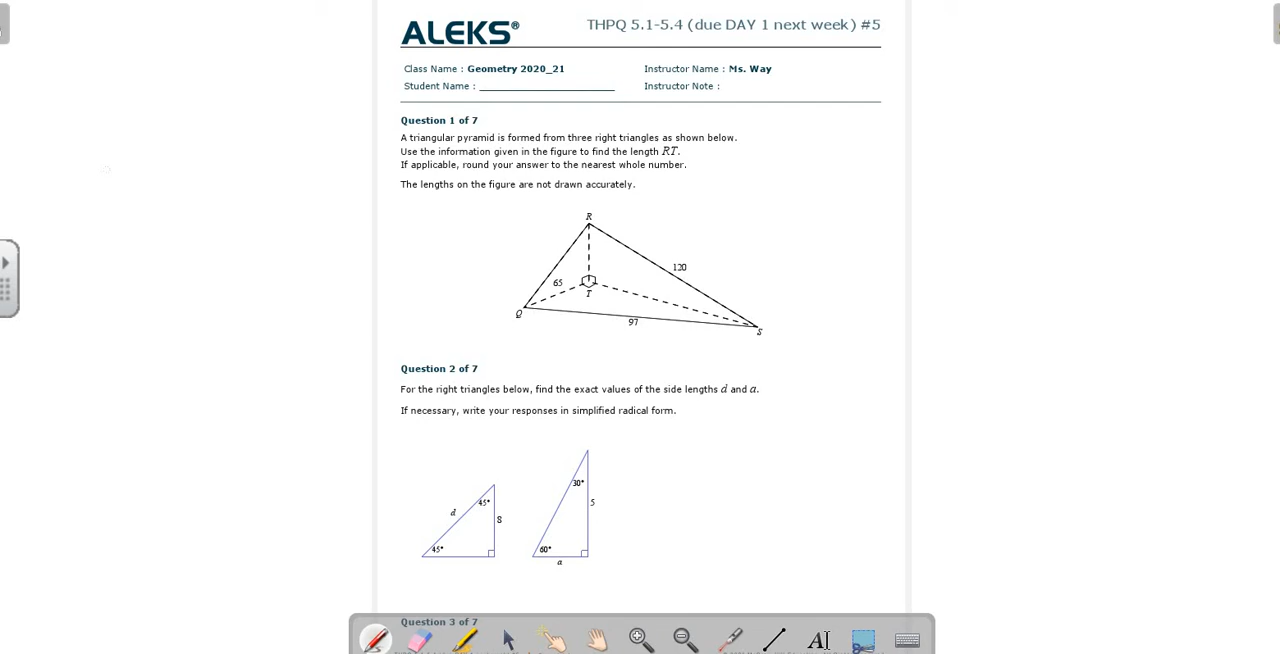 ALEKS®
THPQ 5.1-5.4 (due DAY 1 next week) #5
Class Name : Geometry 2020_21
Instructor Name : Ms. Way
Student Name :
Instructor Note :
Question 1 of 7
A triangular pyramid is formed from three right triangles as shown below.
Use the information given in the figure to find the length RT.
If applicable, round your answer to the nearest whole number.
The lengths on the figure are not drawn accurately.
R
120
65
T
Q
97
S
Question 2 of 7
For the right triangles below, find the exact values of the side lengths d and a.
If necessary, write your responses in simplified radical form.
30°
45°
5
d
8
45°
60°
a
Question 3 of 7
A